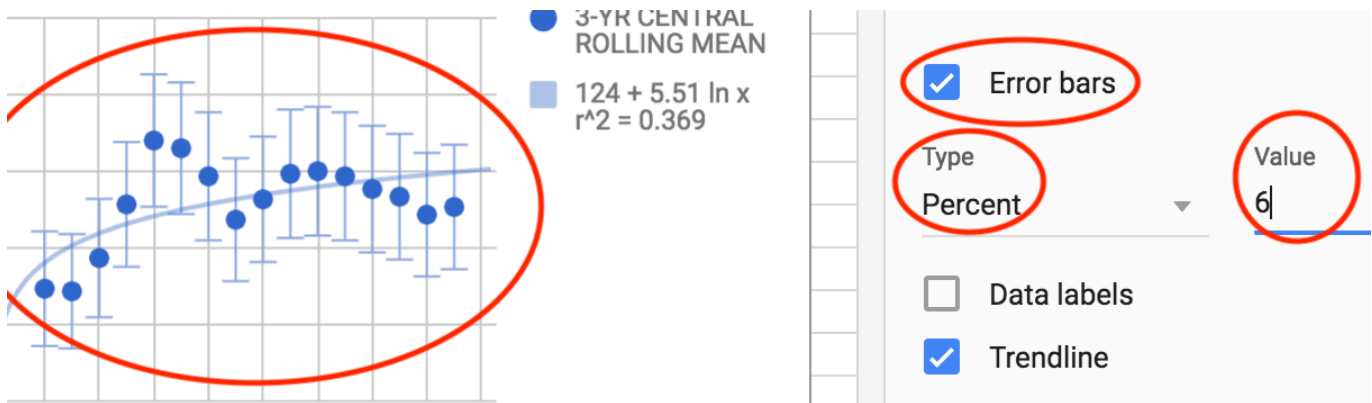 3-YR CENTRAL
ROLLING MEAN
124 + 5.51 ln x
r^2 = 0.369
Error bars
Type
Value
Percent
6
Data labels
Trendline